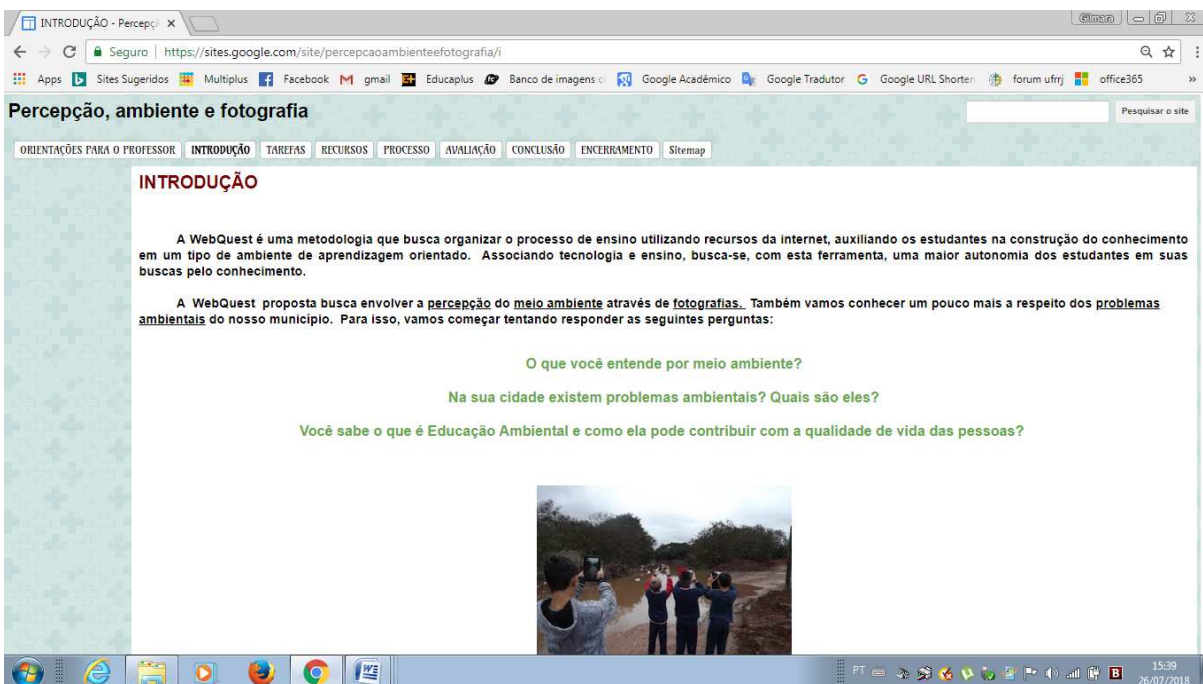 INTRODUÇÃO - Percepçã
Gilmara
Seguro | https://sites.google.com/site/percepcaoambienteefotografia/i
Apps Sites Sugeridos Multiplus Facebook gmail Educaplus Banco de imagens ci Google Acadêmico Google Tradutor Google URL Shorten forum ufrrj office365 »
Percepção, ambiente e fotografia
Pesquisar o site
ORIENTAÇÕES PARA O PROFESSOR INTRODUÇÃO TAREFAS RECURSOS PROCESSO AVALIAÇÃO CONCLUSÃO ENCERRAMENTO Sitemap
INTRODUÇÃO
A WebQuest é uma metodologia que busca organizar o processo de ensino utilizando recursos da internet, auxiliando os estudantes na construção do conhecimento
em um tipo de ambiente de aprendizagem orientado. Associando tecnologia e ensino, busca-se, com esta ferramenta, uma maior autonomia dos estudantes em suas
buscas pelo conhecimento.
A WebQuest proposta busca envolver a percepção do meio ambiente através de fotografias. Também vamos conhecer um pouco mais a respeito dos problemas
ambientais do nosso município. Para isso, vamos começar tentando responder as seguintes perguntas:
O que você entende por meio ambiente?
Na sua cidade existem problemas ambientais? Quais são eles?
Você sabe o que é Educação Ambiental e como ela pode contribuir com a qualidade de vida das pessoas?
PT
15:39
26/07/2018